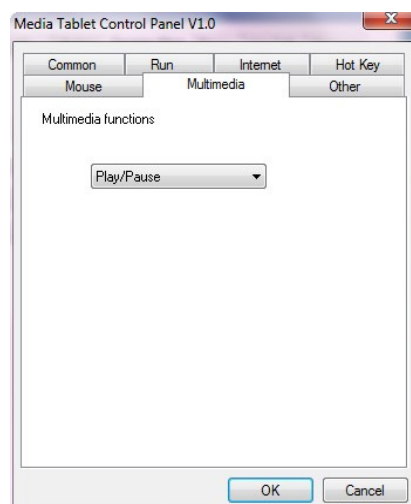 Media Tablet Control Panel V1.0
Common Run Internet Hot Key
Mouse Multimedia Other
Multimedia functions
Play/Pause
OK Cancel